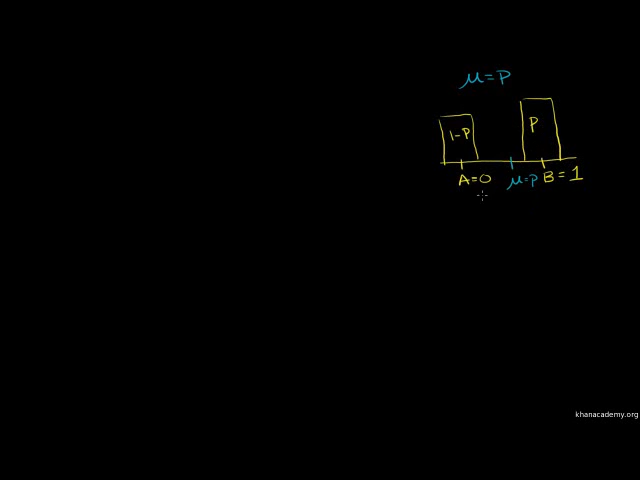 μ=P
1-P
P
A=0 μ=P B=1
khanacademy.org